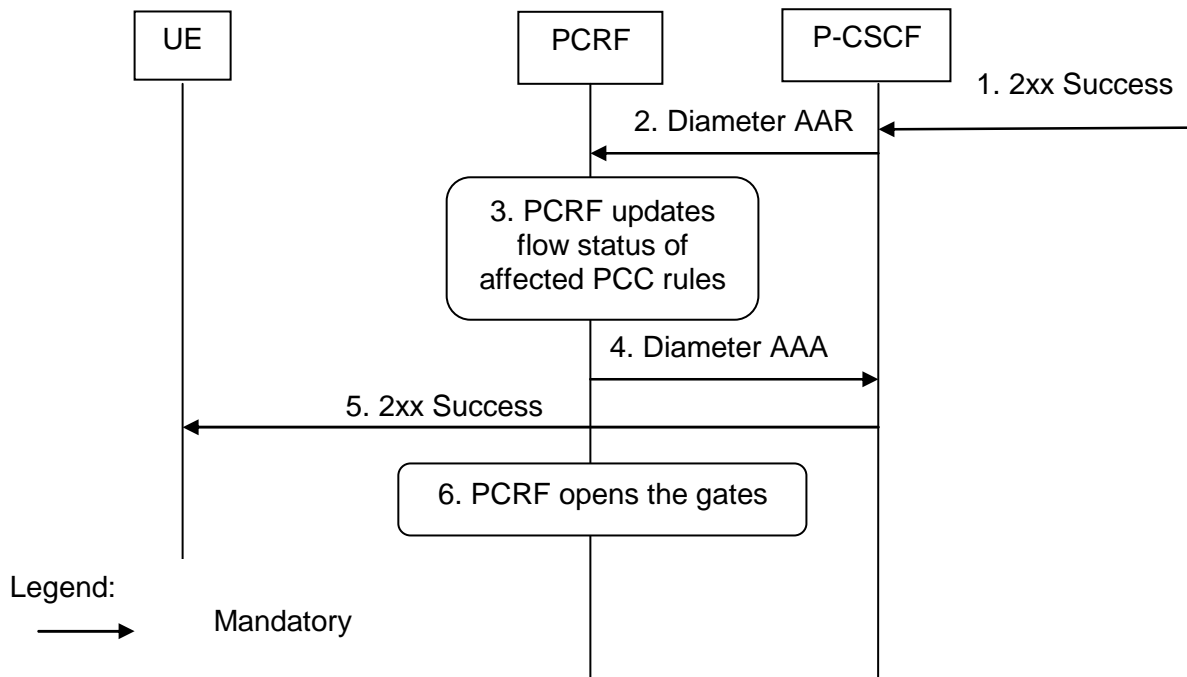 UE
PCRF
P-CSCF
1. 2xx Success
2. Diameter AAR
3. PCRF updates
flow status of
affected PCC rules
4. Diameter AAA
5. 2xx Success
6. PCRF opens the gates
Legend:
Mandatory